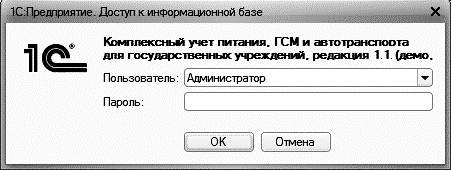 1С:Предприятие. Доступ к информационной базе
1С®
Комплексный учет питания, ГСМ и автотранспорта
для государственных учреждений, редакция 1.1. (демо,
Пользователь: Администратор
Пароль:
OK Отмена